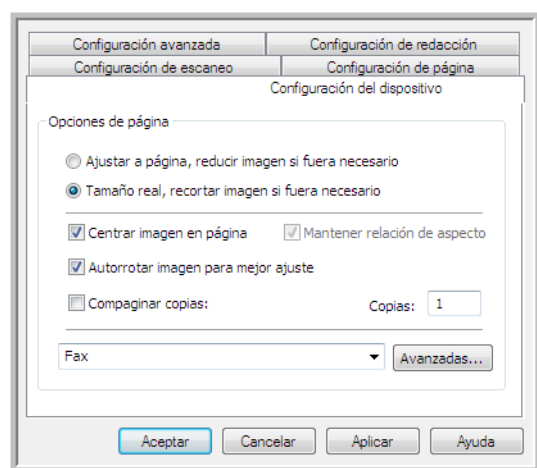 Configuración avanzada
Configuración de redacción
Configuración de escaneo
Configuración de página
Configuración del dispositivo
Opciones de página
Ajustar a página, reducir imagen si fuera necesario
Tamaño real, recortar imagen si fuera necesario
Centrar imagen en página
Mantener relación de aspecto
Autorrotar imagen para mejor ajuste
Compaginar copias:
Copias: 1
Fax
Avanzadas...
Aceptar
Cancelar
Aplicar
Ayuda